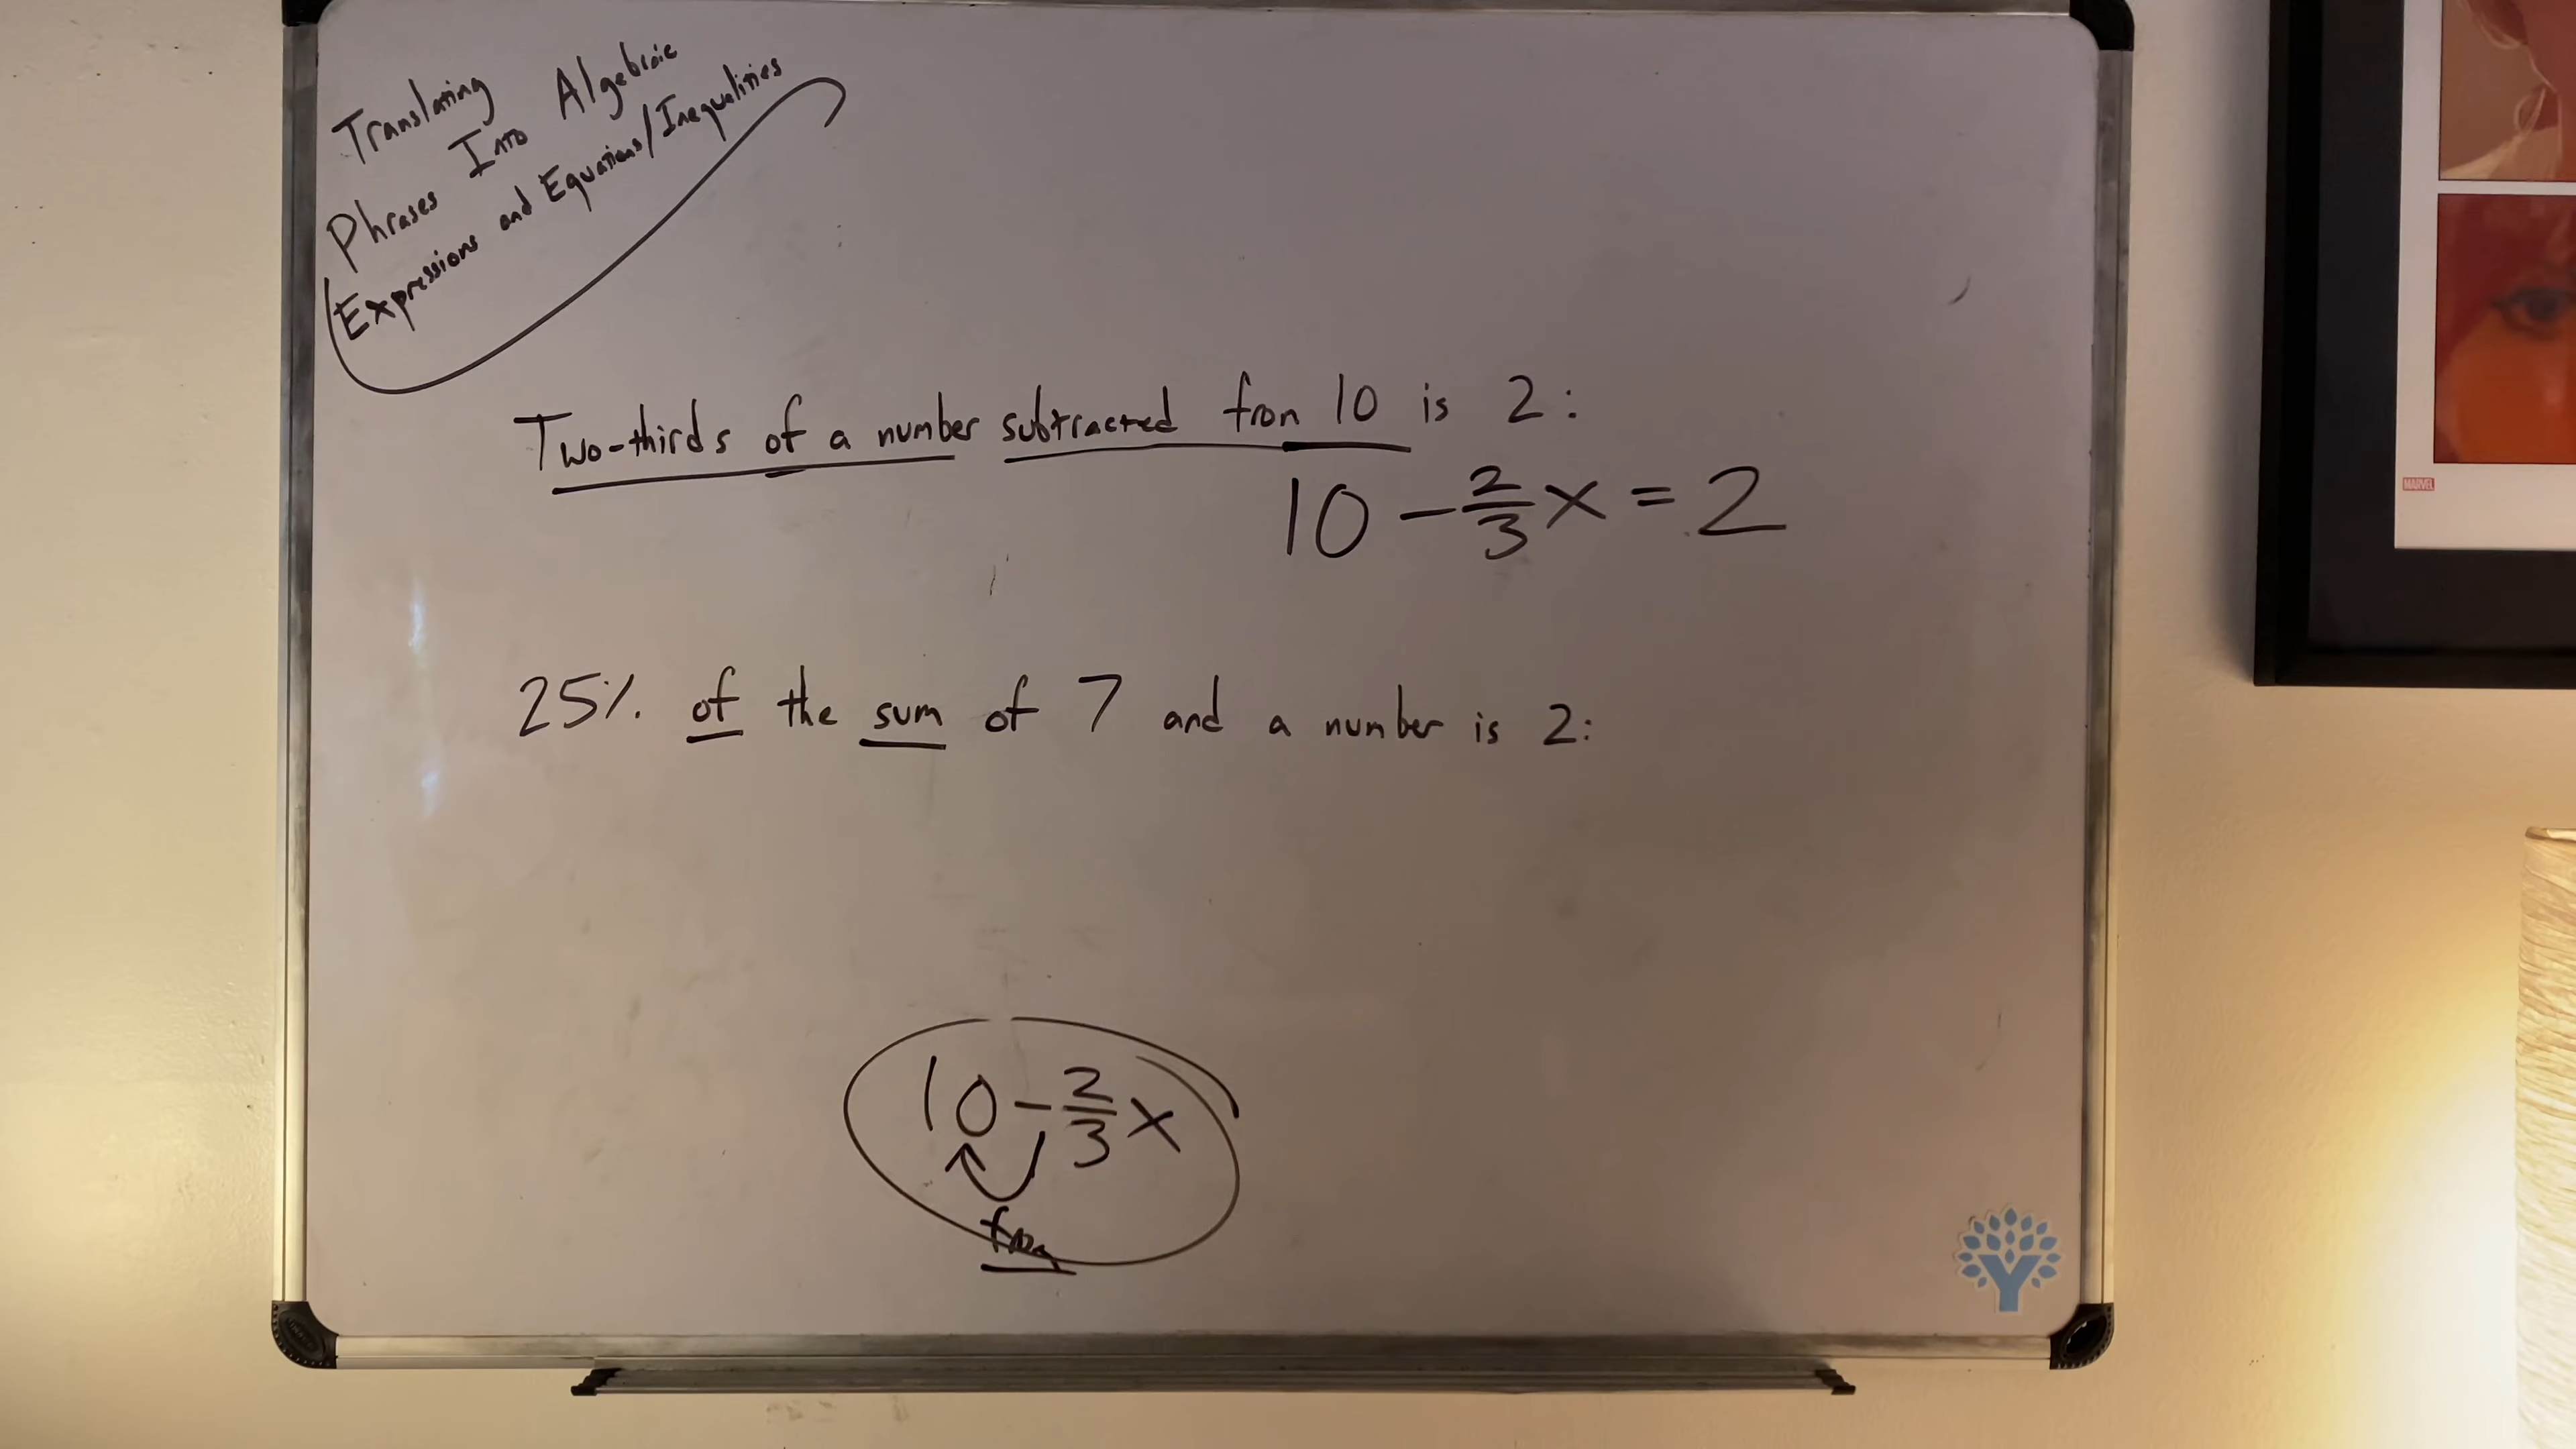 Translating
Phrases Into Algebraic
Expressions and Equations/Inequalities
Two-thirds of a number subtracted from 10 is 2:
10 - 2/3 x = 2
25% of the sum of 7 and a number is 2:
10 - 2/3 x
from
MARVEL
Y